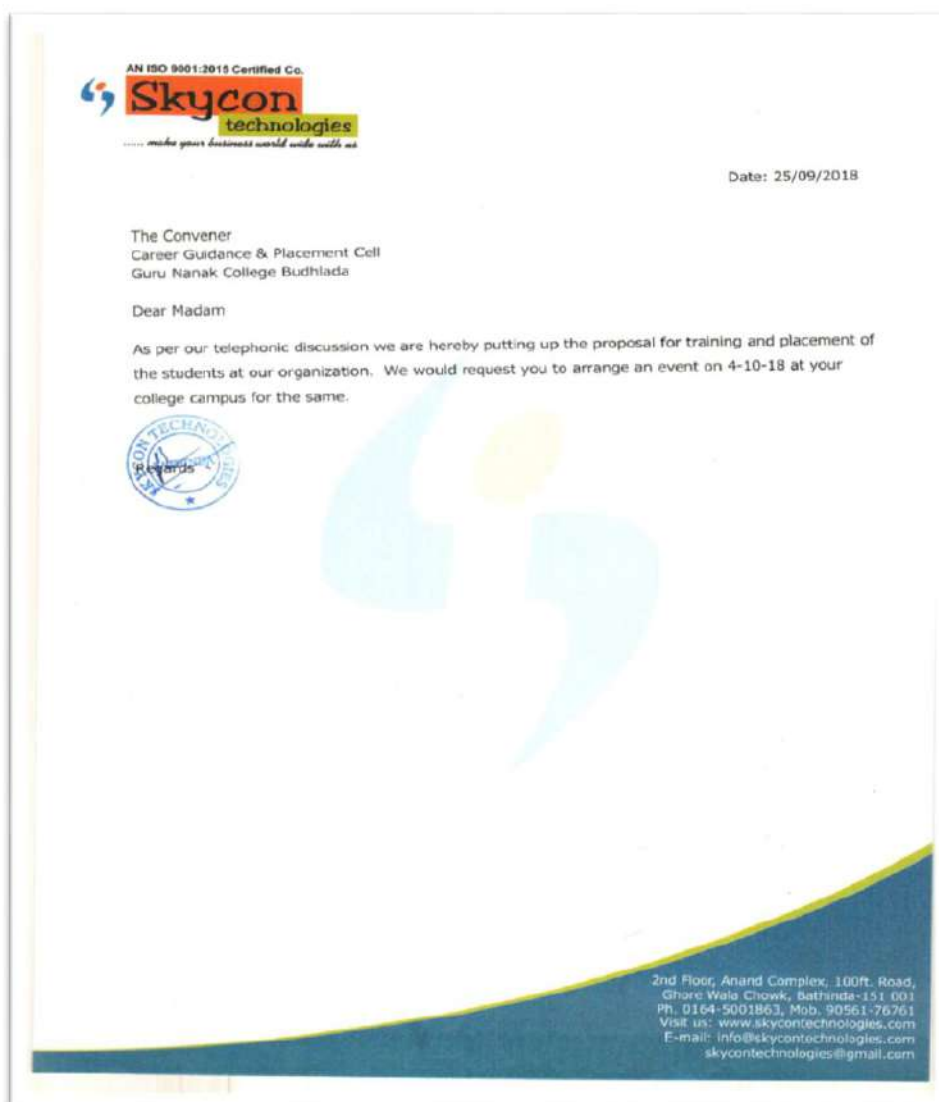 AN ISO 9001:2015 Certified Co.
Skycon
technologies
...... make your business world wide with us
Date: 25/09/2018
The Convener
Career Guidance & Placement Cell
Guru Nanak College Budhlada
Dear Madam
As per our telephonic discussion we are hereby putting up the proposal for training and placement of
the students at our organization. We would request you to arrange an event on 4-10-18 at your
college campus for the same.
SKYCON TECHNOLOGIES
Regards
2nd Floor, Anand Complex, 100ft. Road,
Ghore Wala Chowk, Bathinda-151 001
Ph. 0164-5001863, Mob. 90561-76761
Visit us: www.skycontechnologies.com
E-mail: info@skycontechnologies.com
skycontechnologies@gmail.com